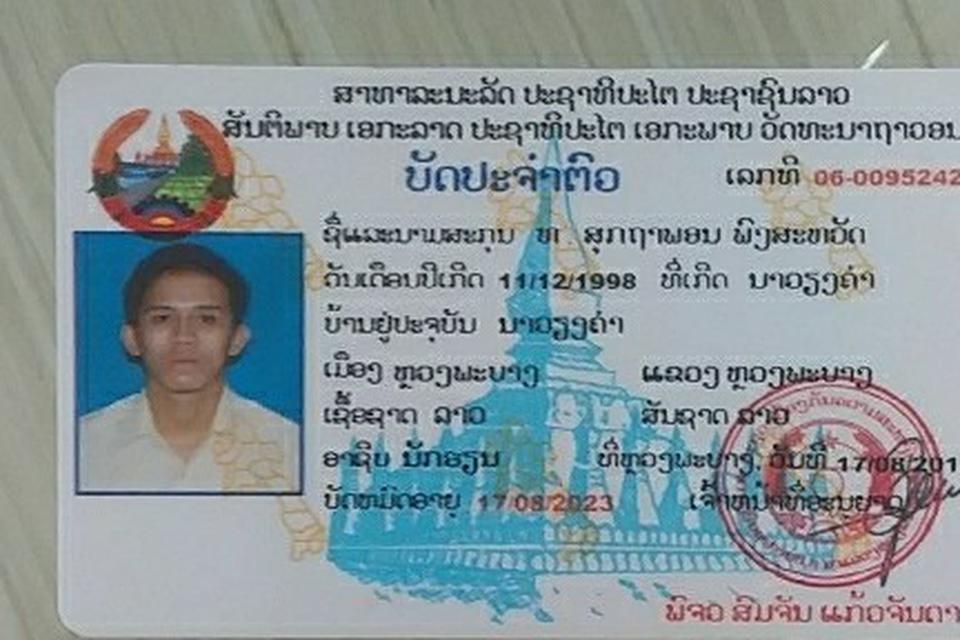 ສາທາລະນະລັດ ປະຊາທິປະໄຕ ປະຊາຊົນລາວ
ສັນຕິພາບ ເອກະລາດ ປະຊາທິປະໄຕ ເອກະພາບ ວັດທະນາຖາວອນ
ບັດປະຈຳຕົວ ເລກທີ 06-0095242
ຊື່ແລະນາມສະກຸນ ທ. ສຸກຖາພອນ ພົງສະຫວັດ
ວັນເດືອນປີເກີດ 11/12/1998 ທີ່ເກີດ ນາວຽງຄຳ
ບ້ານຢູ່ປະຈຸບັນ ນາວຽງຄຳ
ເມືອງ ຫຼວງພະບາງ ແຂວງ ຫຼວງພະບາງ
ເຊື້ອຊາດ ລາວ ສັນຊາດ ລາວ
ອາຊີບ ນັກຮຽນ ທີ່ຫຼວງພະບາງ, ວັນທີ 17/08/201
ບັດຫມົດອາຍຸ 17/08/2023 ເຈົ້າຫນ້າທີ່ອະນຸຍາດ
ພັຈວ ສົມຈັນ ແກ້ວຈັນດາ